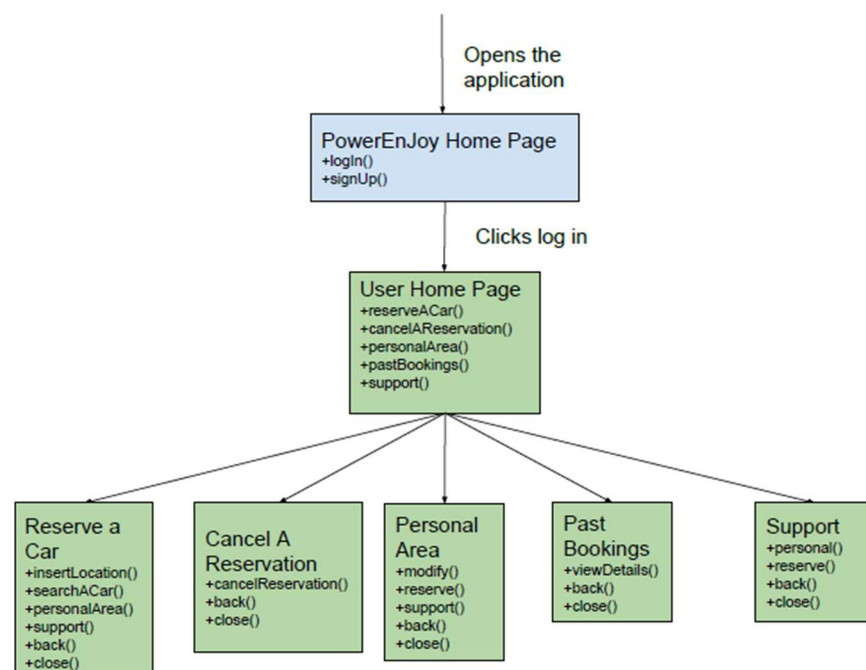 Opens the
application
PowerEnJoy Home Page
+logIn()
+signUp()
Clicks log in
User Home Page
+reserveACar()
+cancelAReservation()
+personalArea()
+pastBookings()
+support()
Reserve a
Car
+insertLocation()
+searchACar()
+personalArea()
+support()
+back()
+close()
Cancel A
Reservation
+cancelReservation()
+back()
+close()
Personal
Area
+modify()
+reserve()
+support()
+back()
+close()
Past
Bookings
+viewDetails()
+back()
+close()
Support
+personal()
+reserve()
+back()
+close()